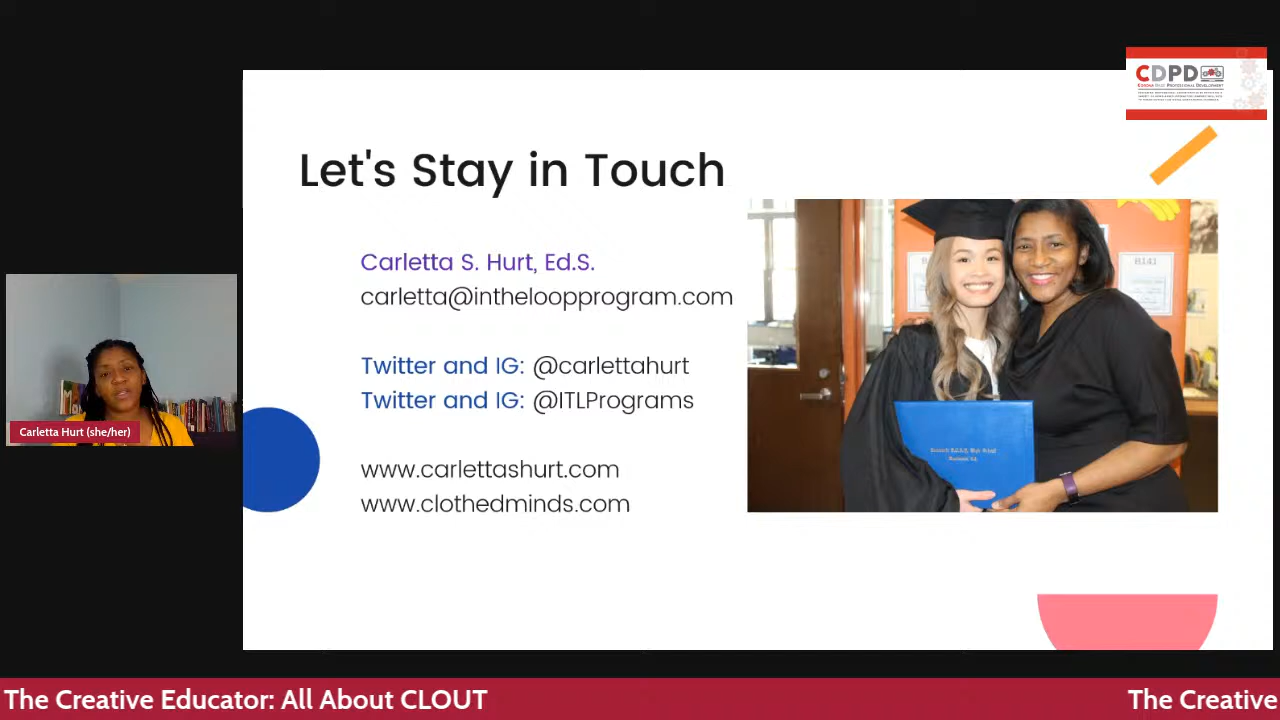 CDPD
Let's Stay in Touch
Carletta S. Hurt, Ed.S.
carletta@intheloopprogram.com
Twitter and IG: @carlettahurt
Twitter and IG: @ITLPrograms
www.carlettashurt.com
www.clothedminds.com
B141
Carletta Hurt (she/her)
The Creative Educator: All About CLOUT
The Creative